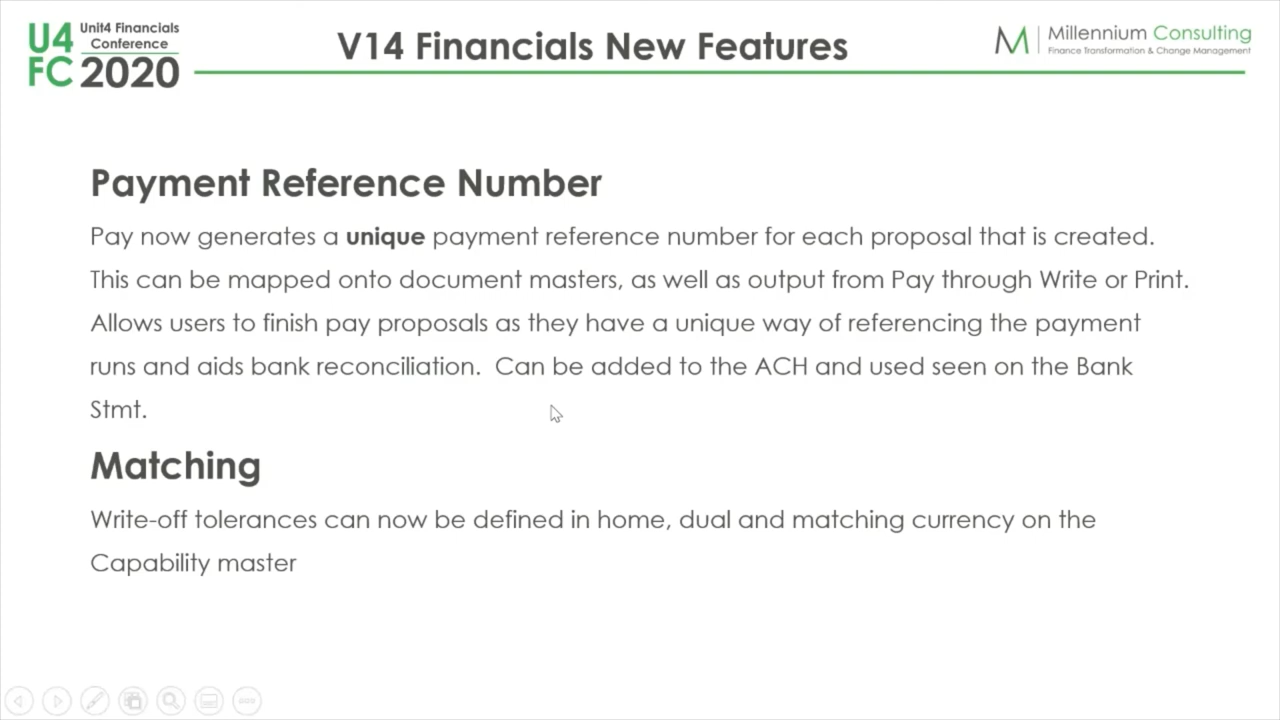 U4
FC
Unit4 Financials
Conference
2020
V14 Financials New Features
M
Millennium Consulting
Finance Transformation & Change Management
Payment Reference Number
Pay now generates a unique payment reference number for each proposal that is created.
This can be mapped onto document masters, as well as output from Pay through Write or Print.
Allows users to finish pay proposals as they have a unique way of referencing the payment
runs and aids bank reconciliation.  Can be added to the ACH and used seen on the Bank
Stmt.
Matching
Write-off tolerances can now be defined in home, dual and matching currency on the
Capability master